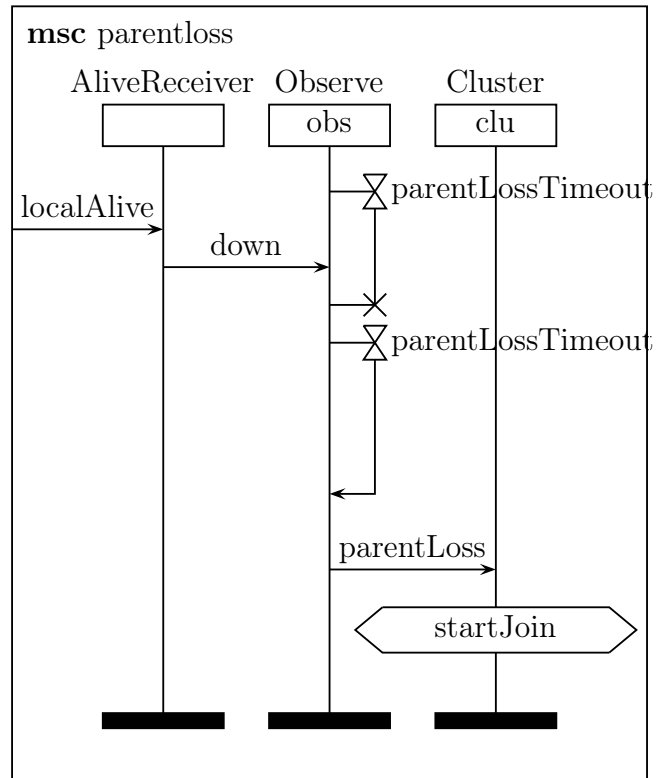 msc parentloss
AliveReceiver
Observe
Cluster
obs
clu
parentLossTimeout
localAlive
down
parentLossTimeout
parentLoss
startJoin